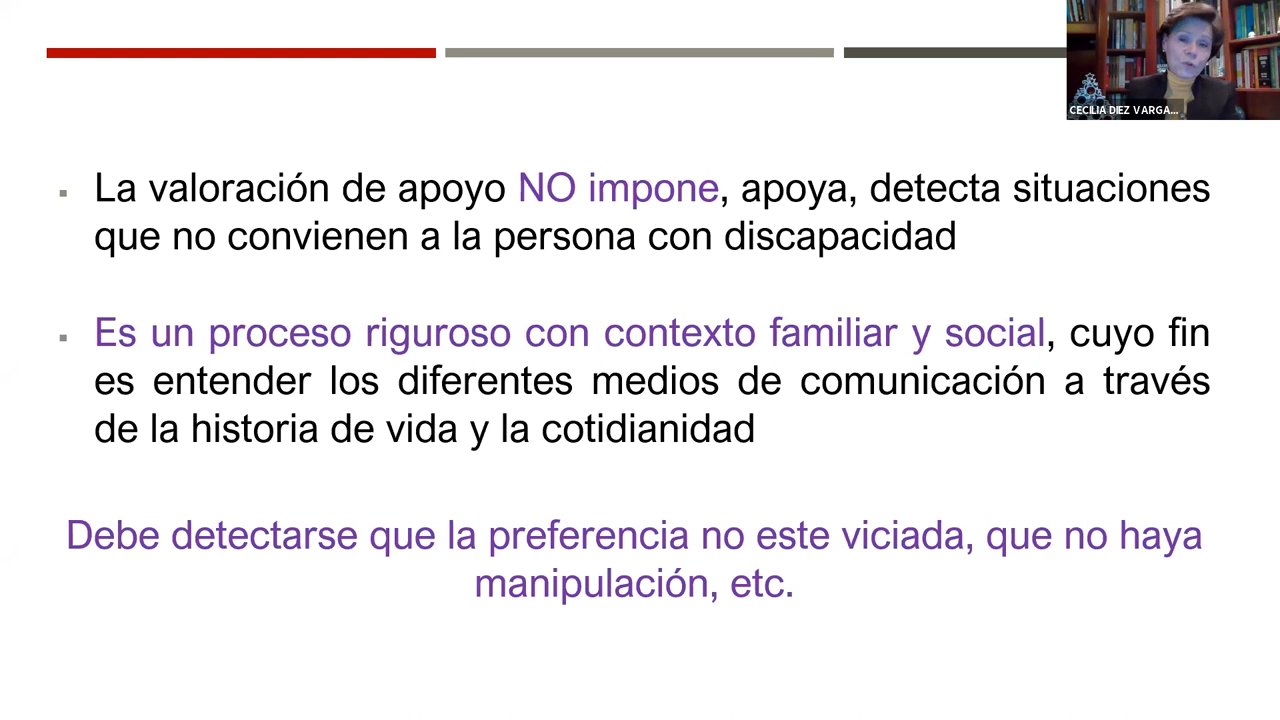 CECILIA DIEZ VARGA...
▪ La valoración de apoyo NO impone, apoya, detecta situaciones
que no convienen a la persona con discapacidad
▪ Es un proceso riguroso con contexto familiar y social, cuyo fin
es entender los diferentes medios de comunicación a través
de la historia de vida y la cotidianidad
Debe detectarse que la preferencia no este viciada, que no haya
manipulación, etc.